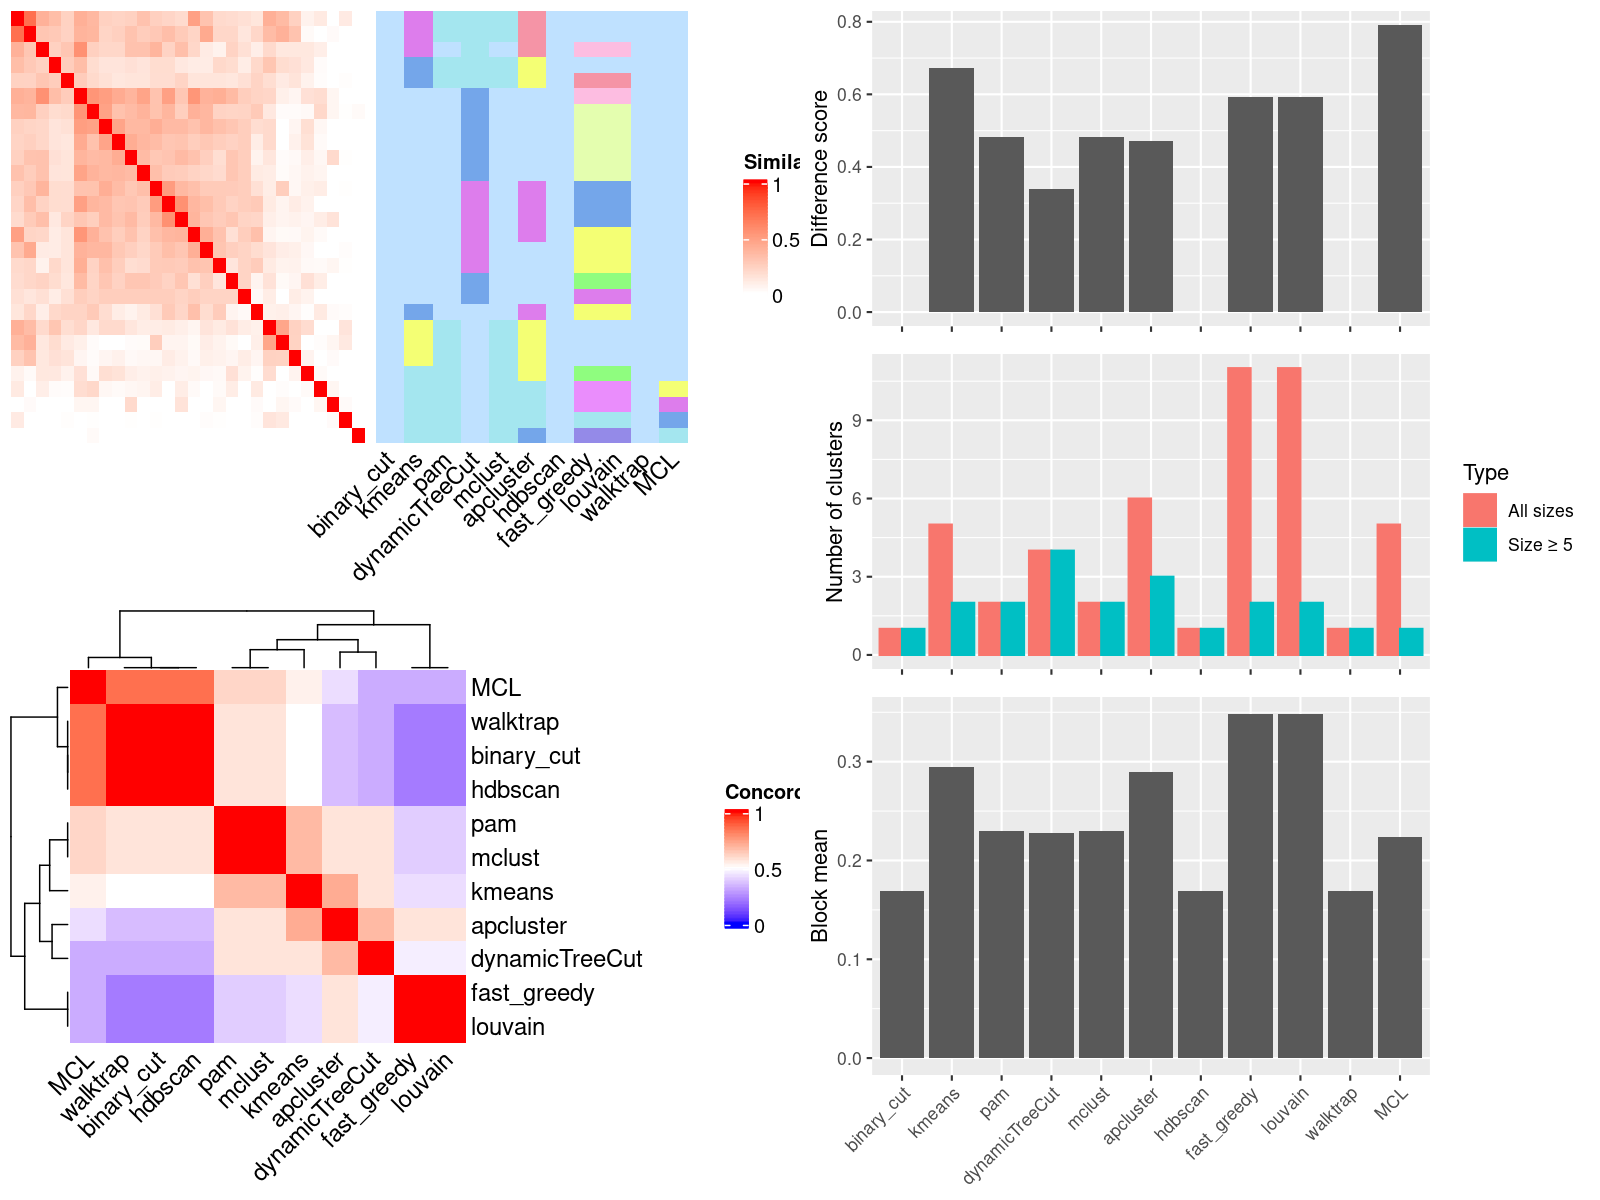 Simila
1
0.5
0
binary_cut
kmeans
pam
dynamicTreeCut
mclust
apcluster
hdbscan
fast_greedy
louvain
walktrap
MCL
MCL
walktrap
binary_cut
hdbscan
pam
mclust
kmeans
apcluster
dynamicTreeCut
fast_greedy
louvain
MCL
walktrap
binary_cut
hdbscan
pam
mclust
kmeans
apcluster
dynamicTreeCut
fast_greedy
louvain
Concord
1
0.5
0
Difference score
0.8
0.6
0.4
0.2
0.0
Number of clusters
9
6
3
0
Type
All sizes
Size ≥ 5
Block mean
0.3
0.2
0.1
0.0
binary_cut
kmeans
pam
dynamicTreeCut
mclust
apcluster
hdbscan
fast_greedy
louvain
walktrap
MCL